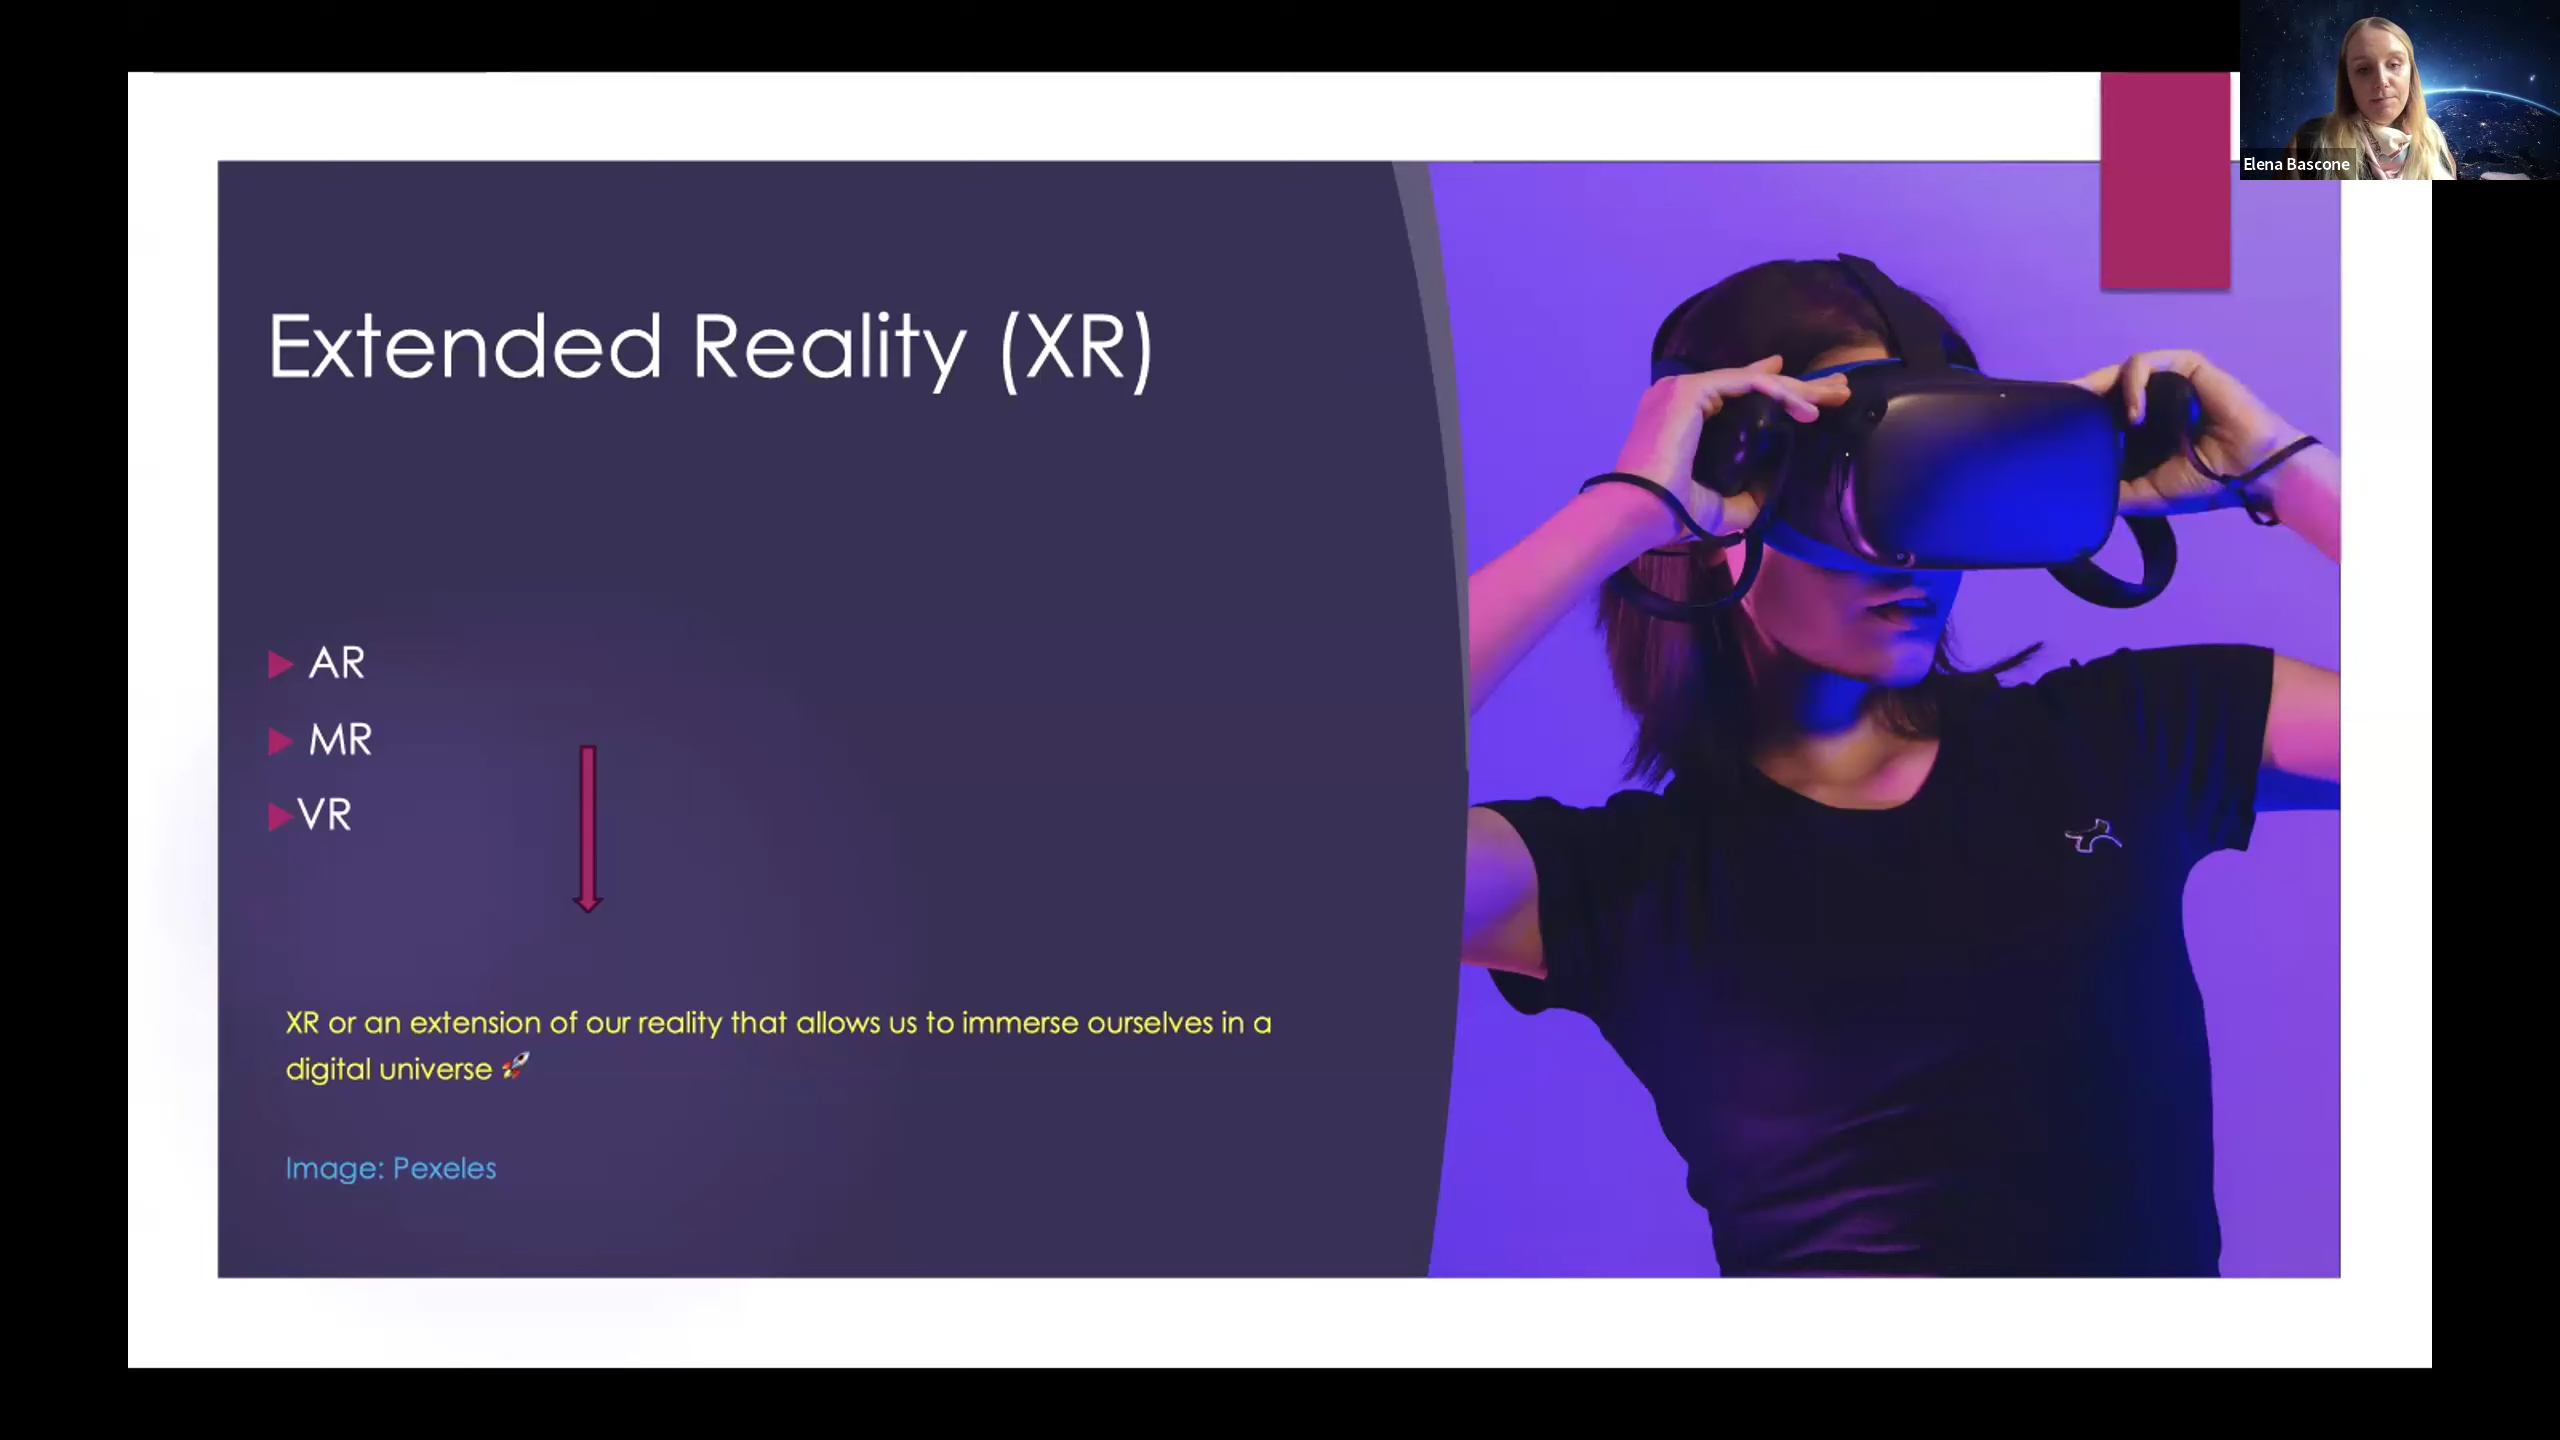 Elena Bascone
Extended Reality (XR)
AR
MR
VR
XR or an extension of our reality that allows us to immerse ourselves in a
digital universe 🚀
Image: Pexeles